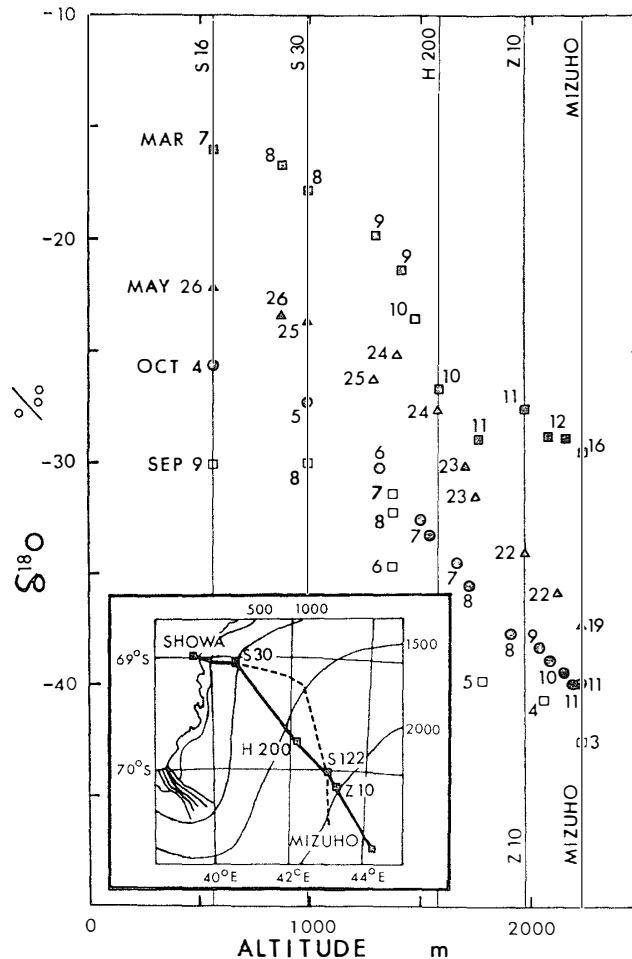 -10
S 16
S 30
H 200
Z 10
MIZUHO
MAR 7
8
8
-20
9
9
MAY 26
26
10
25
24
OCT 4
25
10
5
24
11
11
12
16
-30
SEP 9
8
6
23
7
23
8
7
6
7
22
8
22
19
8
9
-40
5
10
11
11
4
3
‰
δ18O
500 1000
SHOWA
69°S
S30
1500
H 200
2000
70°S
S 122
Z 10
MIZUHO
40°E
42°E
44°E
Z 10
MIZUHO
0
1000
2000
ALTITUDE m